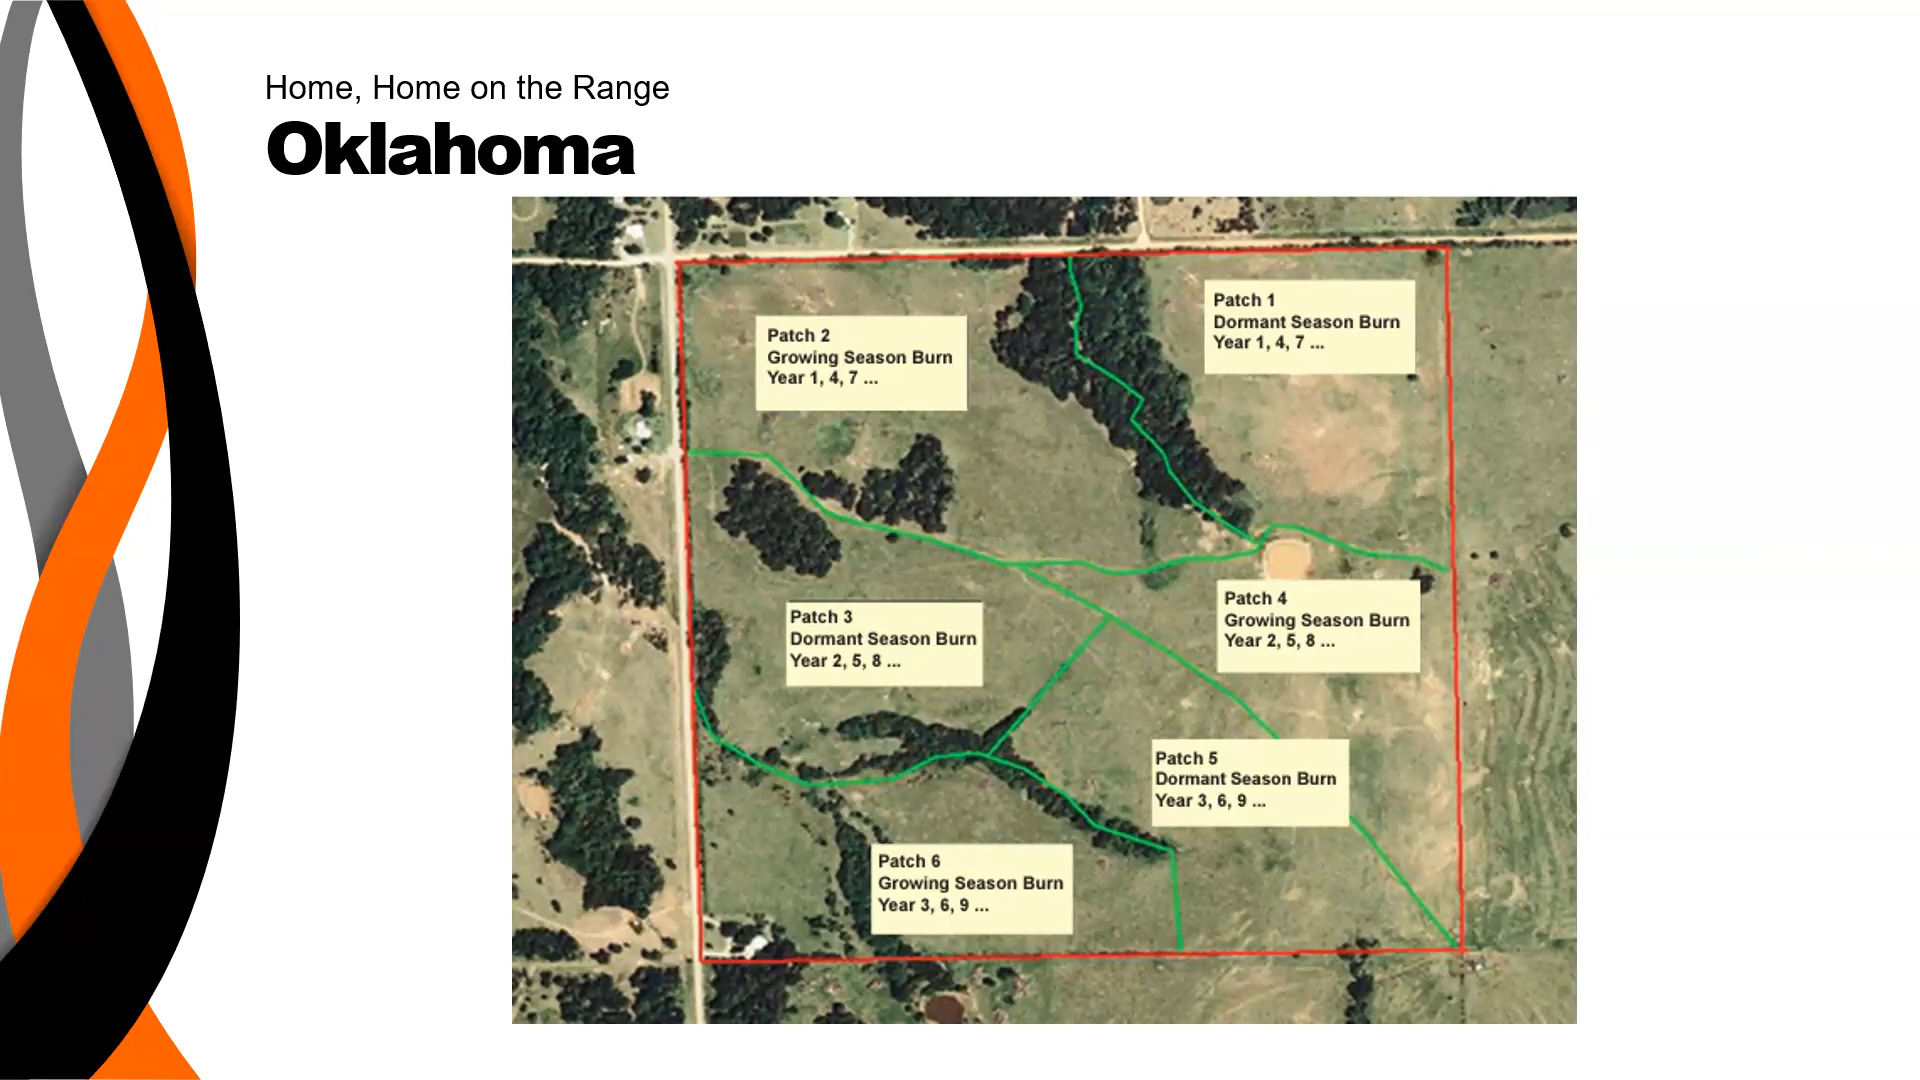 Home, Home on the Range
Oklahoma
Patch 1
Dormant Season Burn
Year 1, 4, 7 ...
Patch 2
Growing Season Burn
Year 1, 4, 7 ...
Patch 3
Dormant Season Burn
Year 2, 5, 8 ...
Patch 4
Growing Season Burn
Year 2, 5, 8 ...
Patch 5
Dormant Season Burn
Year 3, 6, 9 ...
Patch 6
Growing Season Burn
Year 3, 6, 9 ...